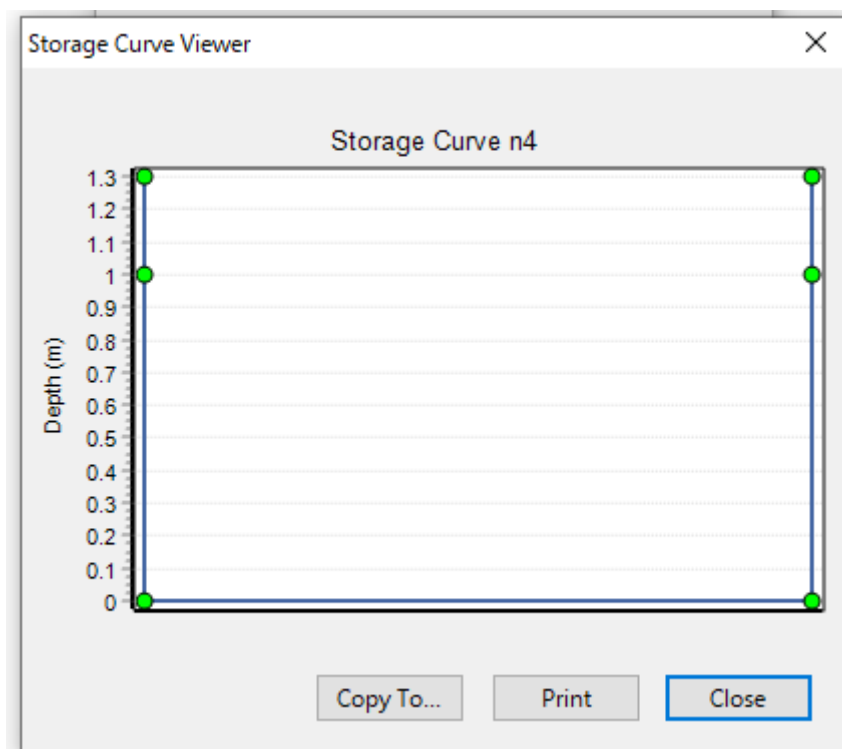 Storage Curve Viewer
Storage Curve n4
1.3
1.2
1.1
1
0.9
0.8
0.7
0.6
0.5
0.4
0.3
0.2
0.1
0
Depth (m)
Copy To...
Print
Close